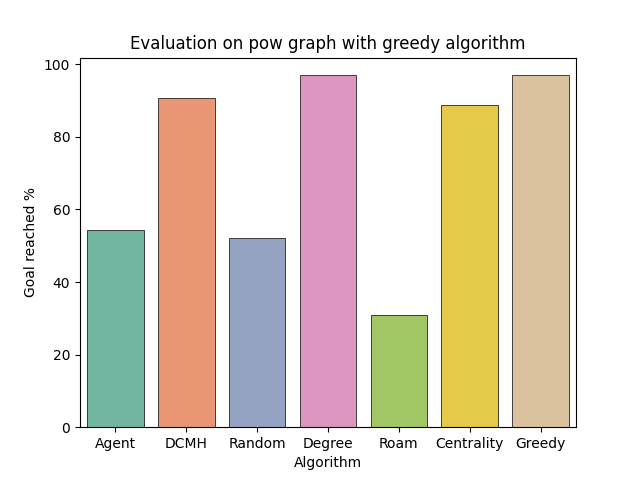 Evaluation on pow graph with greedy algorithm
100
80
60
40
20
0
Goal reached %
Agent DCMH Random Degree Roam Centrality Greedy
Algorithm